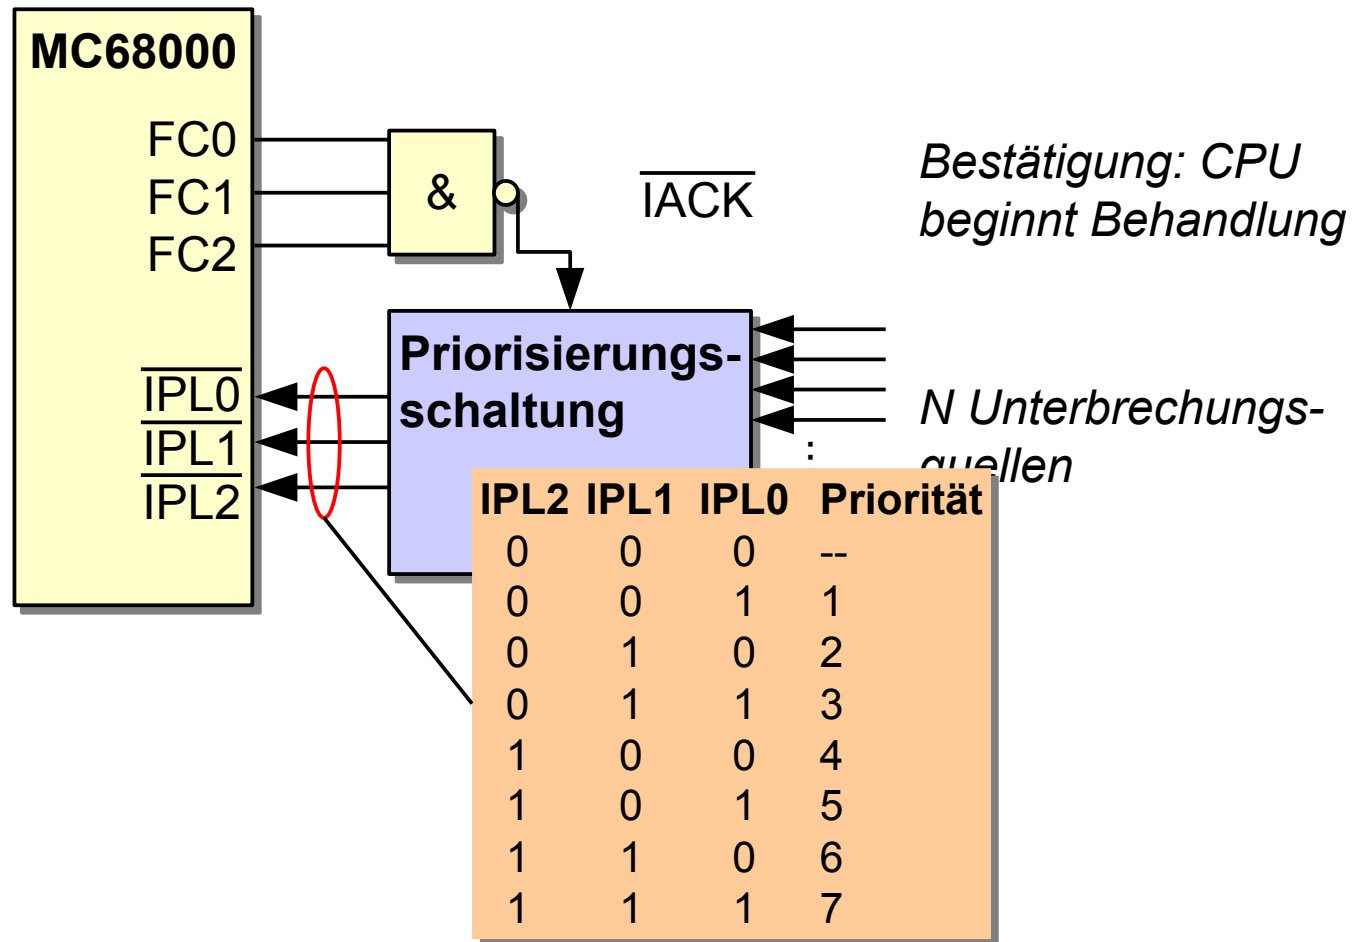 MC68000
FC0
FC1
FC2
&
IACK
Bestätigung: CPU
beginnt Behandlung
IPL0
IPL1
IPL2
Priorisierungs-
schaltung
N Unterbrechungs-
quellen
:
IPL2 IPL1 IPL0 Priorität
0 0 0 --
0 0 1 1
0 1 0 2
0 1 1 3
1 0 0 4
1 0 1 5
1 1 0 6
1 1 1 7